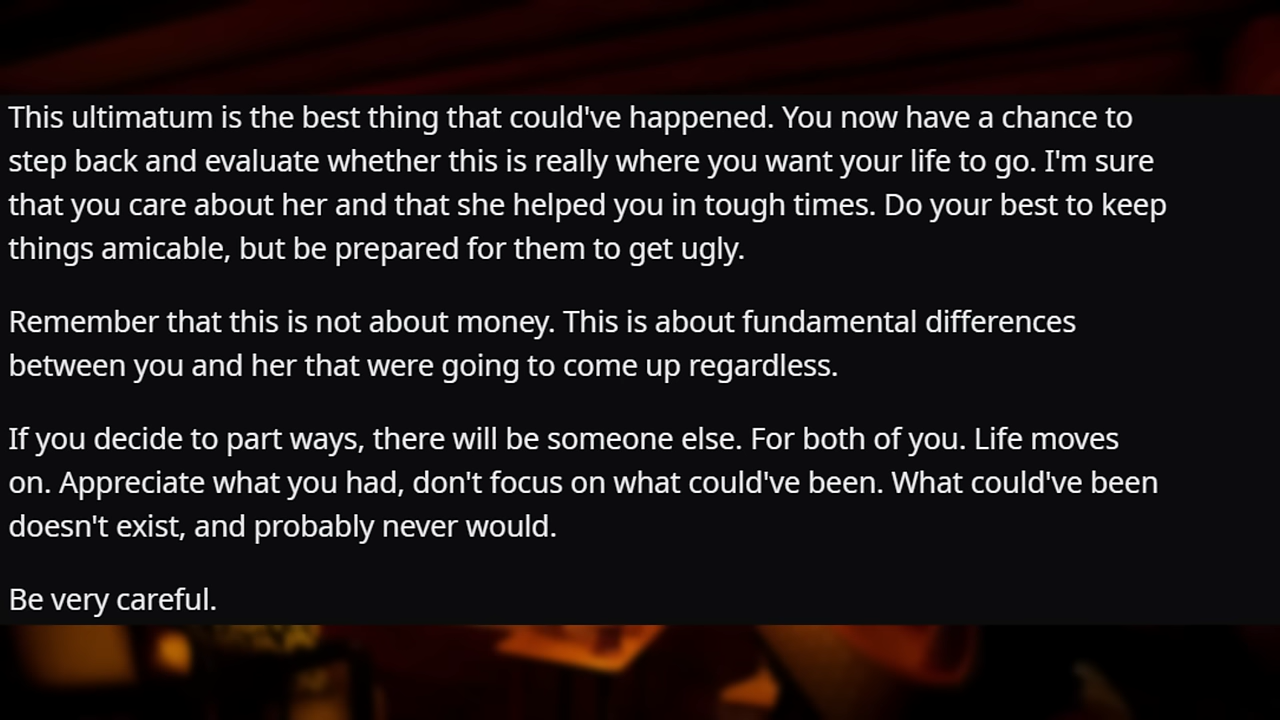 This ultimatum is the best thing that could've happened. You now have a chance to
step back and evaluate whether this is really where you want your life to go. I'm sure
that you care about her and that she helped you in tough times. Do your best to keep
things amicable, but be prepared for them to get ugly.
Remember that this is not about money. This is about fundamental differences
between you and her that were going to come up regardless.
If you decide to part ways, there will be someone else. For both of you. Life moves
on. Appreciate what you had, don't focus on what could've been. What could've been
doesn't exist, and probably never would.
Be very careful.